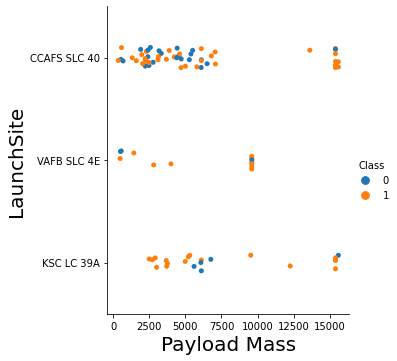 CCAFS SLC 40
VAFB SLC 4E
KSC LC 39A
LaunchSite
0 2500 5000 7500 10000 12500 15000
Payload Mass
Class
0
1